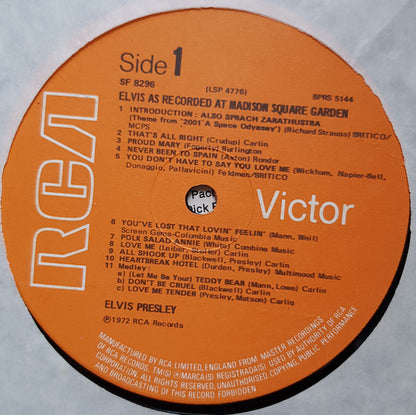 Side 1
SF 8296
(LSP 4776)
BPRS 5144
ELVIS AS RECORDED AT MADISON SQUARE GARDEN
1 INTRODUCTION: ALSO SPRACH ZARATHUSTRA
(Theme from "2001 A Space Odyssey") (Richard Strauss) BRITICO/
MCPS
2 THAT'S ALL RIGHT (Crudup) Carlin
3 PROUD MARY (Fogerty) Burlington
4 NEVER BEEN TO SPAIN (Axton) Rondor
5 YOU DON'T HAVE TO SAY YOU LOVE ME (Wickham, Napier-Bell,
Donaggio, Pallavicini) Feldman/BRITICO
RCA
Victor
6 YOU'VE LOST THAT LOVIN' FEELIN' (Mann, Weil)
Screen Gems-Columbia Music
7 POLK SALAD ANNIE (White) Combine Music
8 LOVE ME (Leiber, Stoller) Carlin
9 ALL SHOOK UP (Blackwell, Presley) Carlin
10 HEARTBREAK HOTEL (Durden, Presley) Multimood Music
11 Medley:
a) (Let Me Be Your) TEDDY BEAR (Mann, Lowe) Carlin
b) DON'T BE CRUEL (Blackwell) Carlin
c) LOVE ME TENDER (Presley, Matson) Carlin
ELVIS PRESLEY
℗1972 RCA Records
MANUFACTURED BY RCA LIMITED, ENGLAND FROM MASTER RECORDINGS
OF RCA RECORDS, TM(S) ® MARCA(S) REGISTRADA(S) USED BY AUTHORITY OF RCA
CORPORATION. ALL RIGHTS RESERVED. UNAUTHORISED COPYING, PUBLIC PERFORMANCE
AND BROADCASTING OF THIS RECORD FORBIDDEN